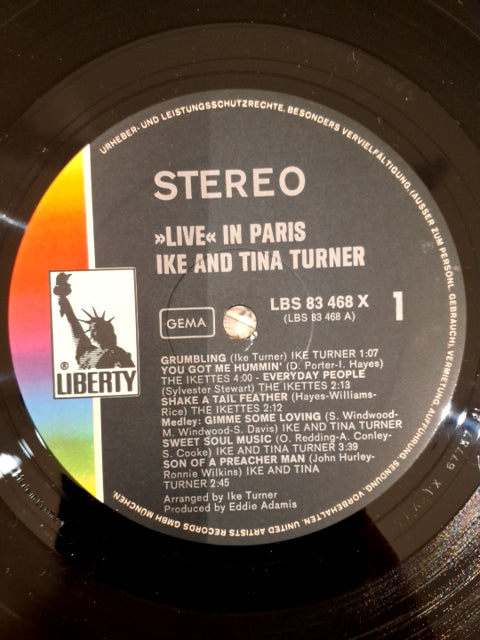 URHEBER- UND LEISTUNGSSCHUTZRECHTE, BESONDERS VERVIELFÄLTIGUNG, (AUSSER ZUM PERSÖNL. GEBRAUCH), VERMIETUNG, AUFFÜHRUNG, SENDUNG, VORBEHALTEN. UNITED ARTISTS RECORDS GMBH MÜNCHEN.
STEREO
»LIVE« IN PARIS
IKE AND TINA TURNER
LBS 83 468 X
1
GEMA
(LBS 83 468 A)
®
LIBERTY
GRUMBLING (Ike Turner) IKE TURNER 1:07
YOU GOT ME HUMMIN' (D. Porter-I. Hayes)
THE IKETTES 4:00 - EVERYDAY PEOPLE
(Sylvester Stewart) THE IKETTES 2:13
SHAKE A TAIL FEATHER (Hayes-Williams-
Rice) THE IKETTES 2:12
Medley: GIMME SOME LOVING (S. Windwood-
M. Windwood-S. Davis) IKE AND TINA TURNER
SWEET SOUL MUSIC (O. Redding-A. Conley-
S. Cooke) IKE AND TINA TURNER 3:39
SON OF A PREACHER MAN (John Hurley-
Ronnie Wilkins) IKE AND TINA
TURNER 2:45
Arranged by Ike Turner
Produced by Eddie Adamis